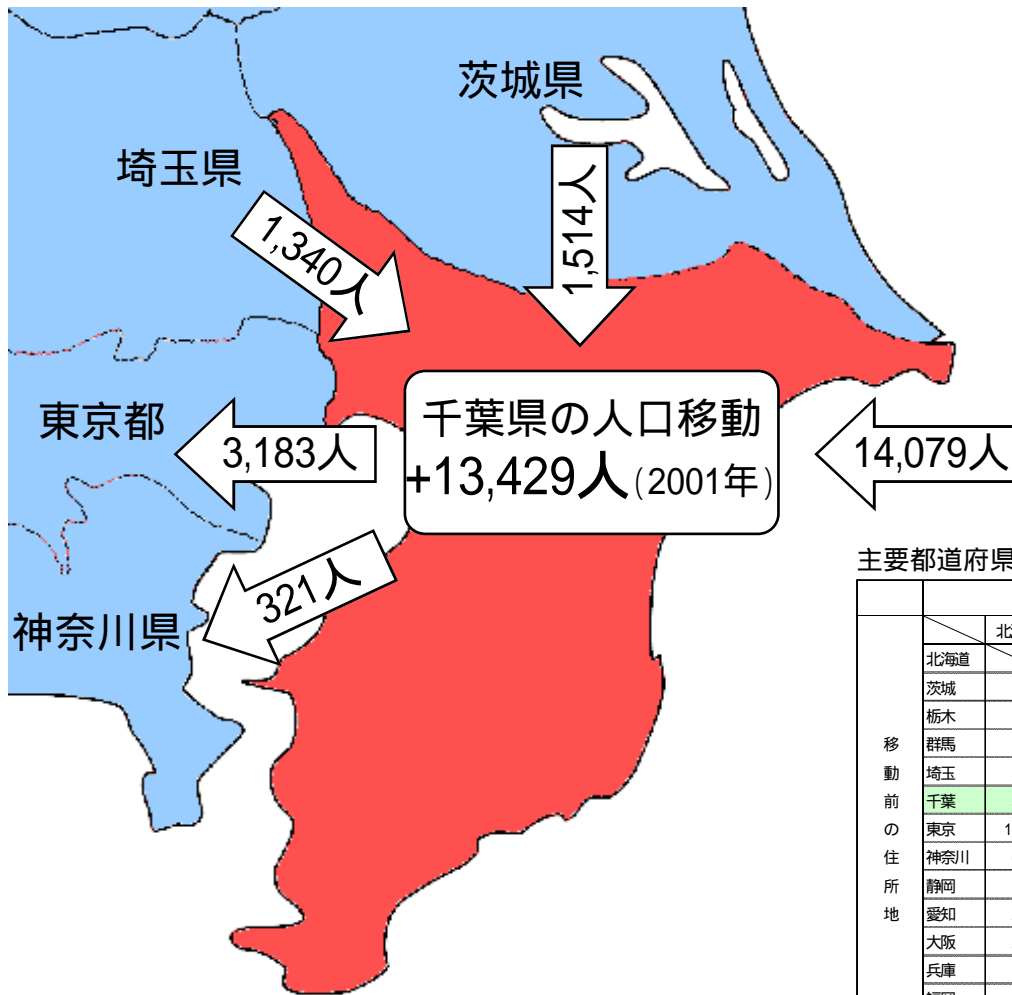 茨城県
埼玉県
1,514人
1,340人
東京都
千葉県の人口移動
+13,429人(2001年)
3,183人
14,079人
321人
神奈川県
主要都道府県
北海道
茨城
栃木
群馬
埼玉
千葉
東京
神奈川
静岡
愛知
大阪
兵庫
移動前の住所地